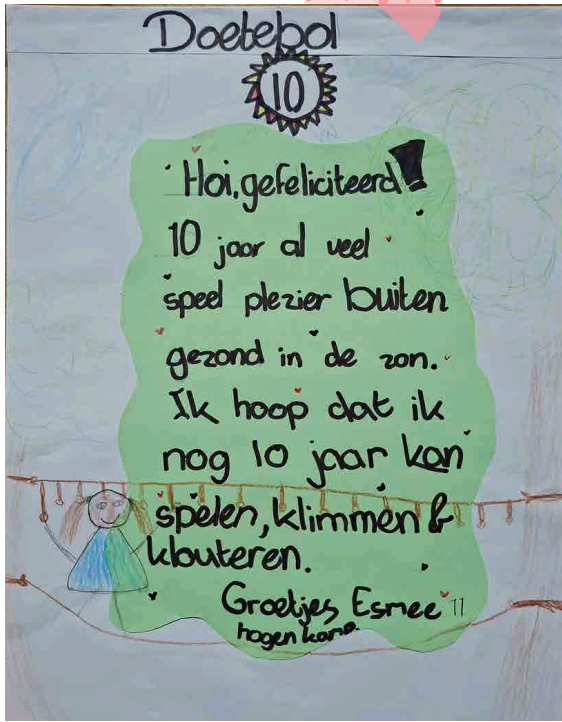 Doetebol
10
Hoi, gefeliciteerd!
10 jaar al veel
speel plezier buiten
gezond in de zon.
Ik hoop dat ik
nog 10 jaar kan
spelen, klimmen &
klauteren.
Groetjes Esmee 11
hogen kamp.